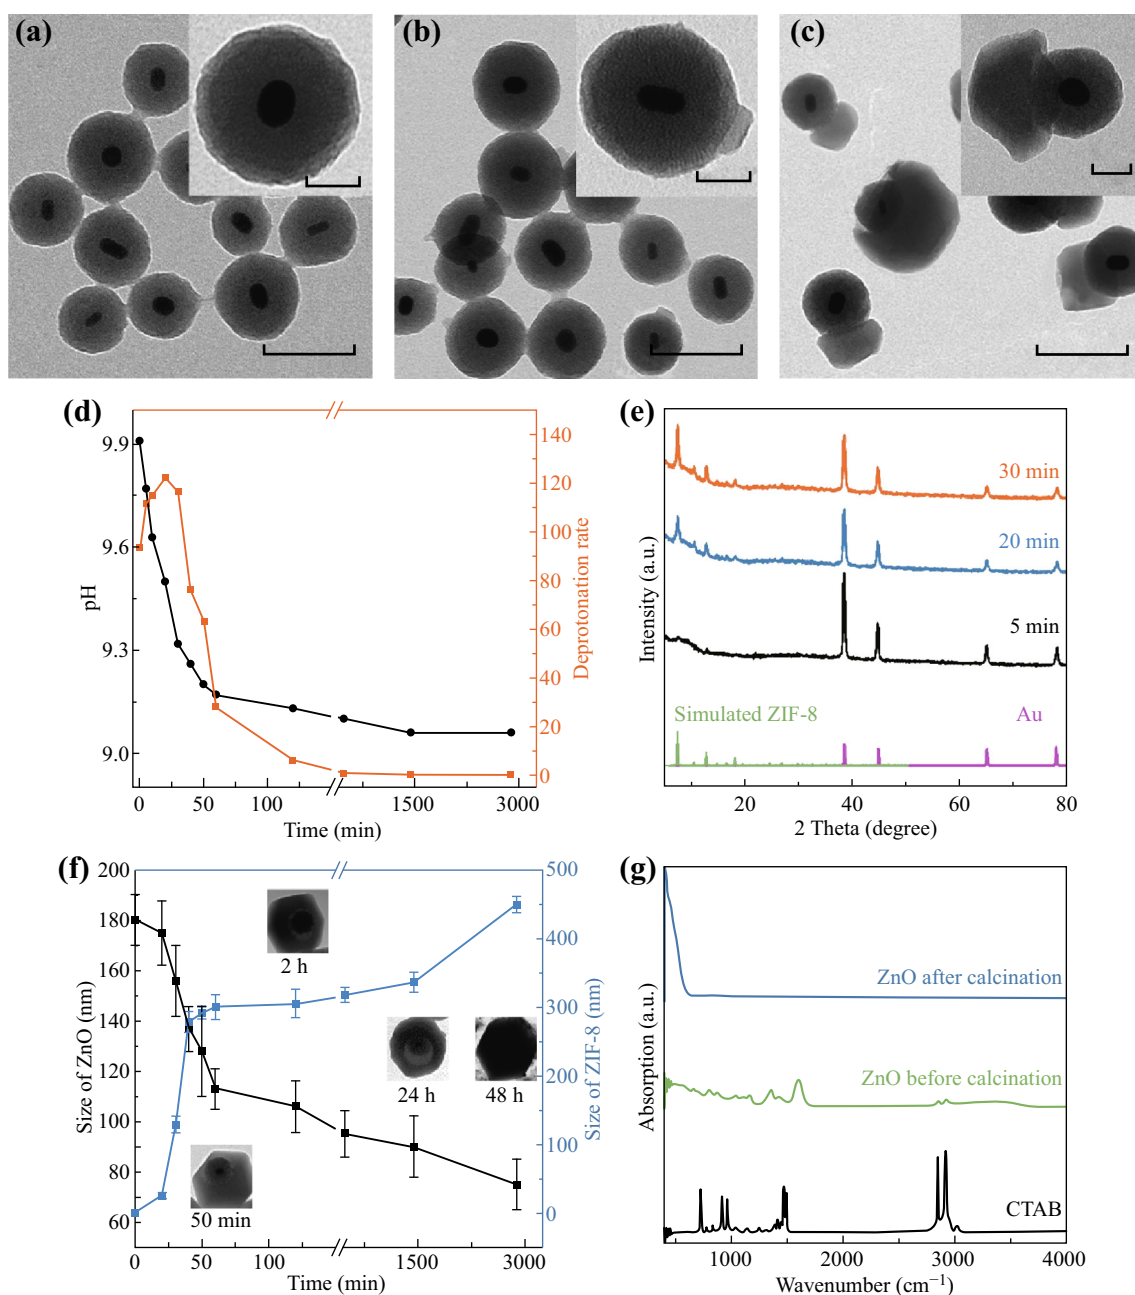 (a)
(b)
(c)
(d)
9.9
9.6
9.3
9.0
pH
0
50
100
1500
3000
Time (min)
140
120
100
80
60
40
20
0
Deprotonation rate
(e)
30 min
20 min
5 min
Simulated ZIF-8
Au
Intensity (a.u.)
20
40
60
80
2 Theta (degree)
(f)
200
180
160
140
120
100
80
60
Size of ZnO (nm)
2 h
24 h
48 h
50 min
0
50
100
1500
3000
Time (min)
500
400
300
200
100
0
Size of ZIF-8 (nm)
(g)
ZnO after calcination
ZnO before calcination
CTAB
Absorption (a.u.)
1000
2000
3000
4000
Wavenumber (cm⁻¹)